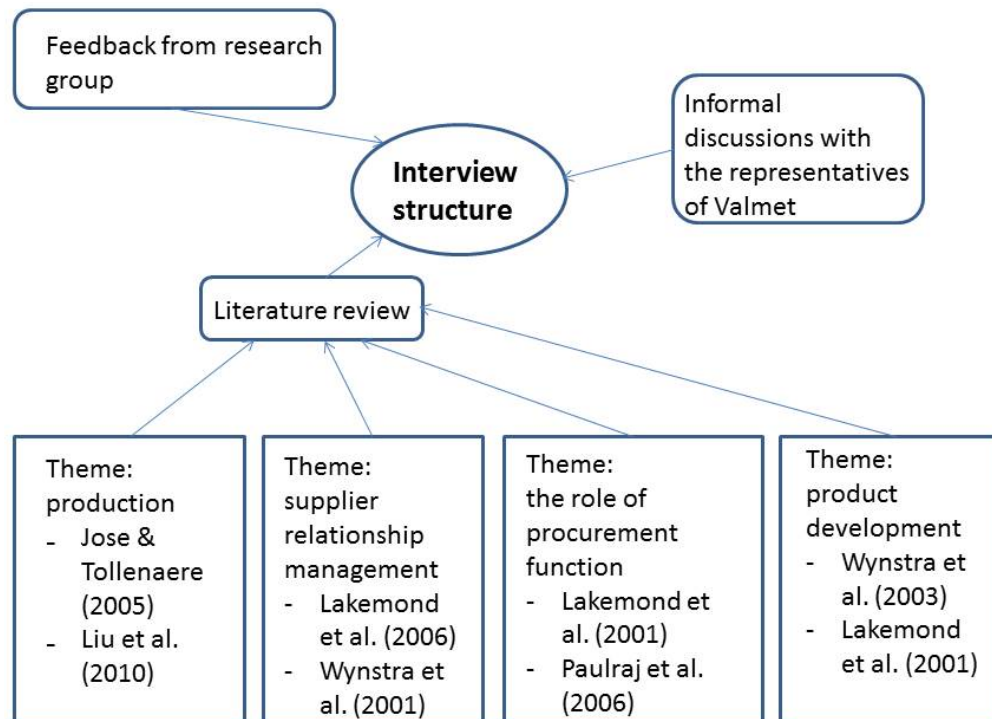 Feedback from research
group
Informal
discussions with
the representatives
of Valmet
Interview
structure
Literature review
Theme:
production
- Jose &
Tollenaere
(2005)
- Liu et al.
(2010)
Theme:
supplier
relationship
management
- Lakemond
et al. (2006)
- Wynstra et
al. (2001)
Theme:
the role of
procurement
function
- Lakemond et
al. (2001)
- Paulraj et al.
(2006)
Theme:
product
development
- Wynstra et
al. (2003)
- Lakemond
et al. (2001)